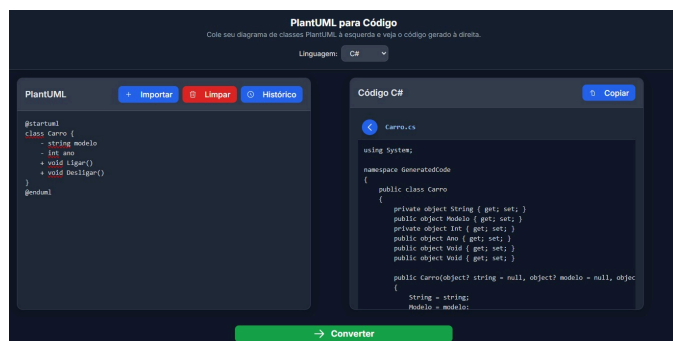 PlantUML para Código
Cole seu diagrama de classes PlantUML à esquerda e veja o código gerado à direita.
Linguagem: C#
PlantUML
+ Importar
Limpar
Histórico
@startuml
class Carro {
    - string modelo
    - int ano
    + void Ligar()
    + void Desligar()
}
@enduml
Código C#
Copiar
Carro.cs
using System;
namespace GeneratedCode
{
    public class Carro
    {
        private object String { get; set; }
        public object Modelo { get; set; }
        private object Int { get; set; }
        public object Ano { get; set; }
        public object Void { get; set; }
        public object Void { get; set; }
        public Carro(object? string = null, object? modelo = null, objec
        {
            String = string;
            Modelo = modelo;
→ Converter